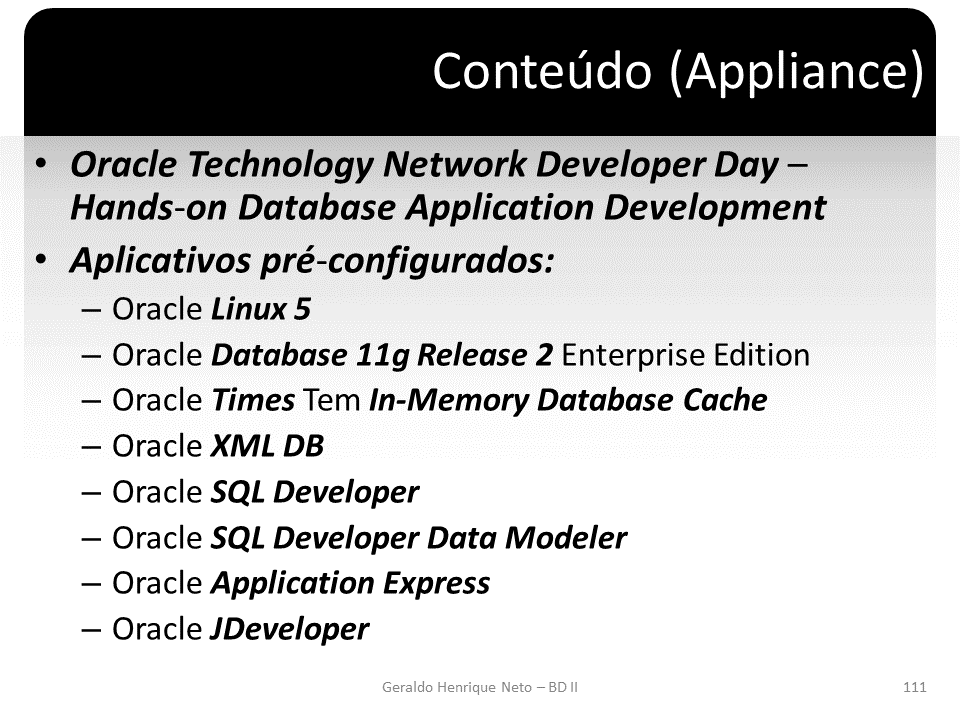 Conteúdo (Appliance)
• Oracle Technology Network Developer Day –
Hands-on Database Application Development
• Aplicativos pré-configurados:
– Oracle Linux 5
– Oracle Database 11g Release 2 Enterprise Edition
– Oracle Times Tem In-Memory Database Cache
– Oracle XML DB
– Oracle SQL Developer
– Oracle SQL Developer Data Modeler
– Oracle Application Express
– Oracle JDeveloper
Geraldo Henrique Neto – BD II
111